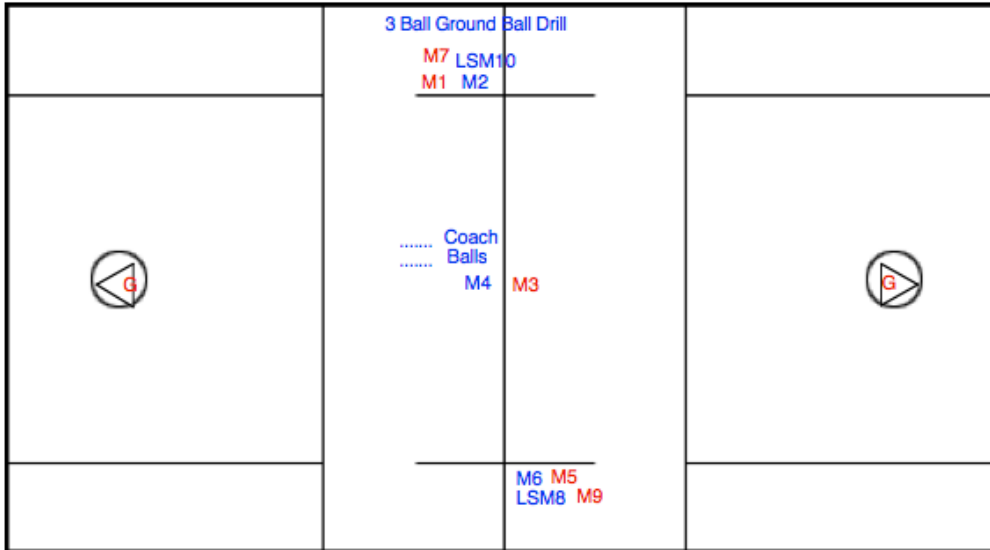 3 Ball Ground Ball Drill
M7 LSM10
M1 M2
....... Coach
....... Balls
M4 M3
G G
M6 M5
LSM8 M9